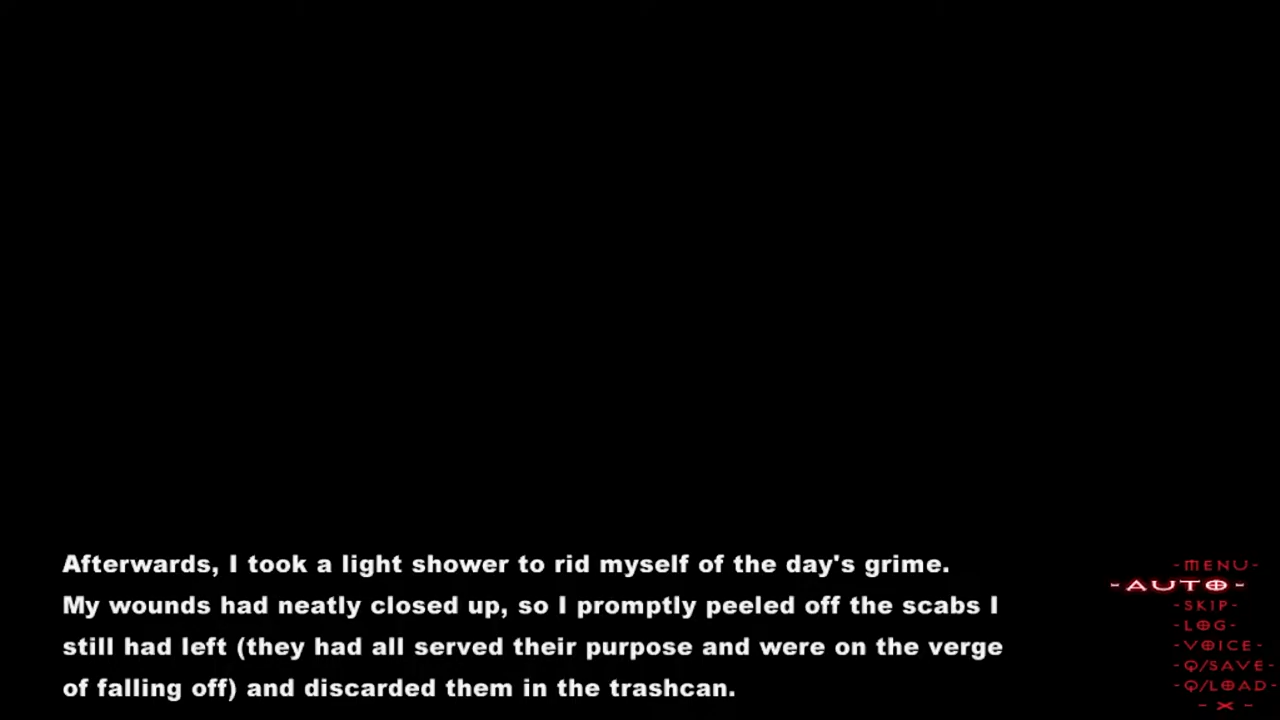 Afterwards, I took a light shower to rid myself of the day's grime.
My wounds had neatly closed up, so I promptly peeled off the scabs I
still had left (they had all served their purpose and were on the verge
of falling off) and discarded them in the trashcan.
-MENU-
-AUTO-
-SKIP-
-LOG-
-VOICE-
-Q/SAVE-
-Q/LOAD-
-X-